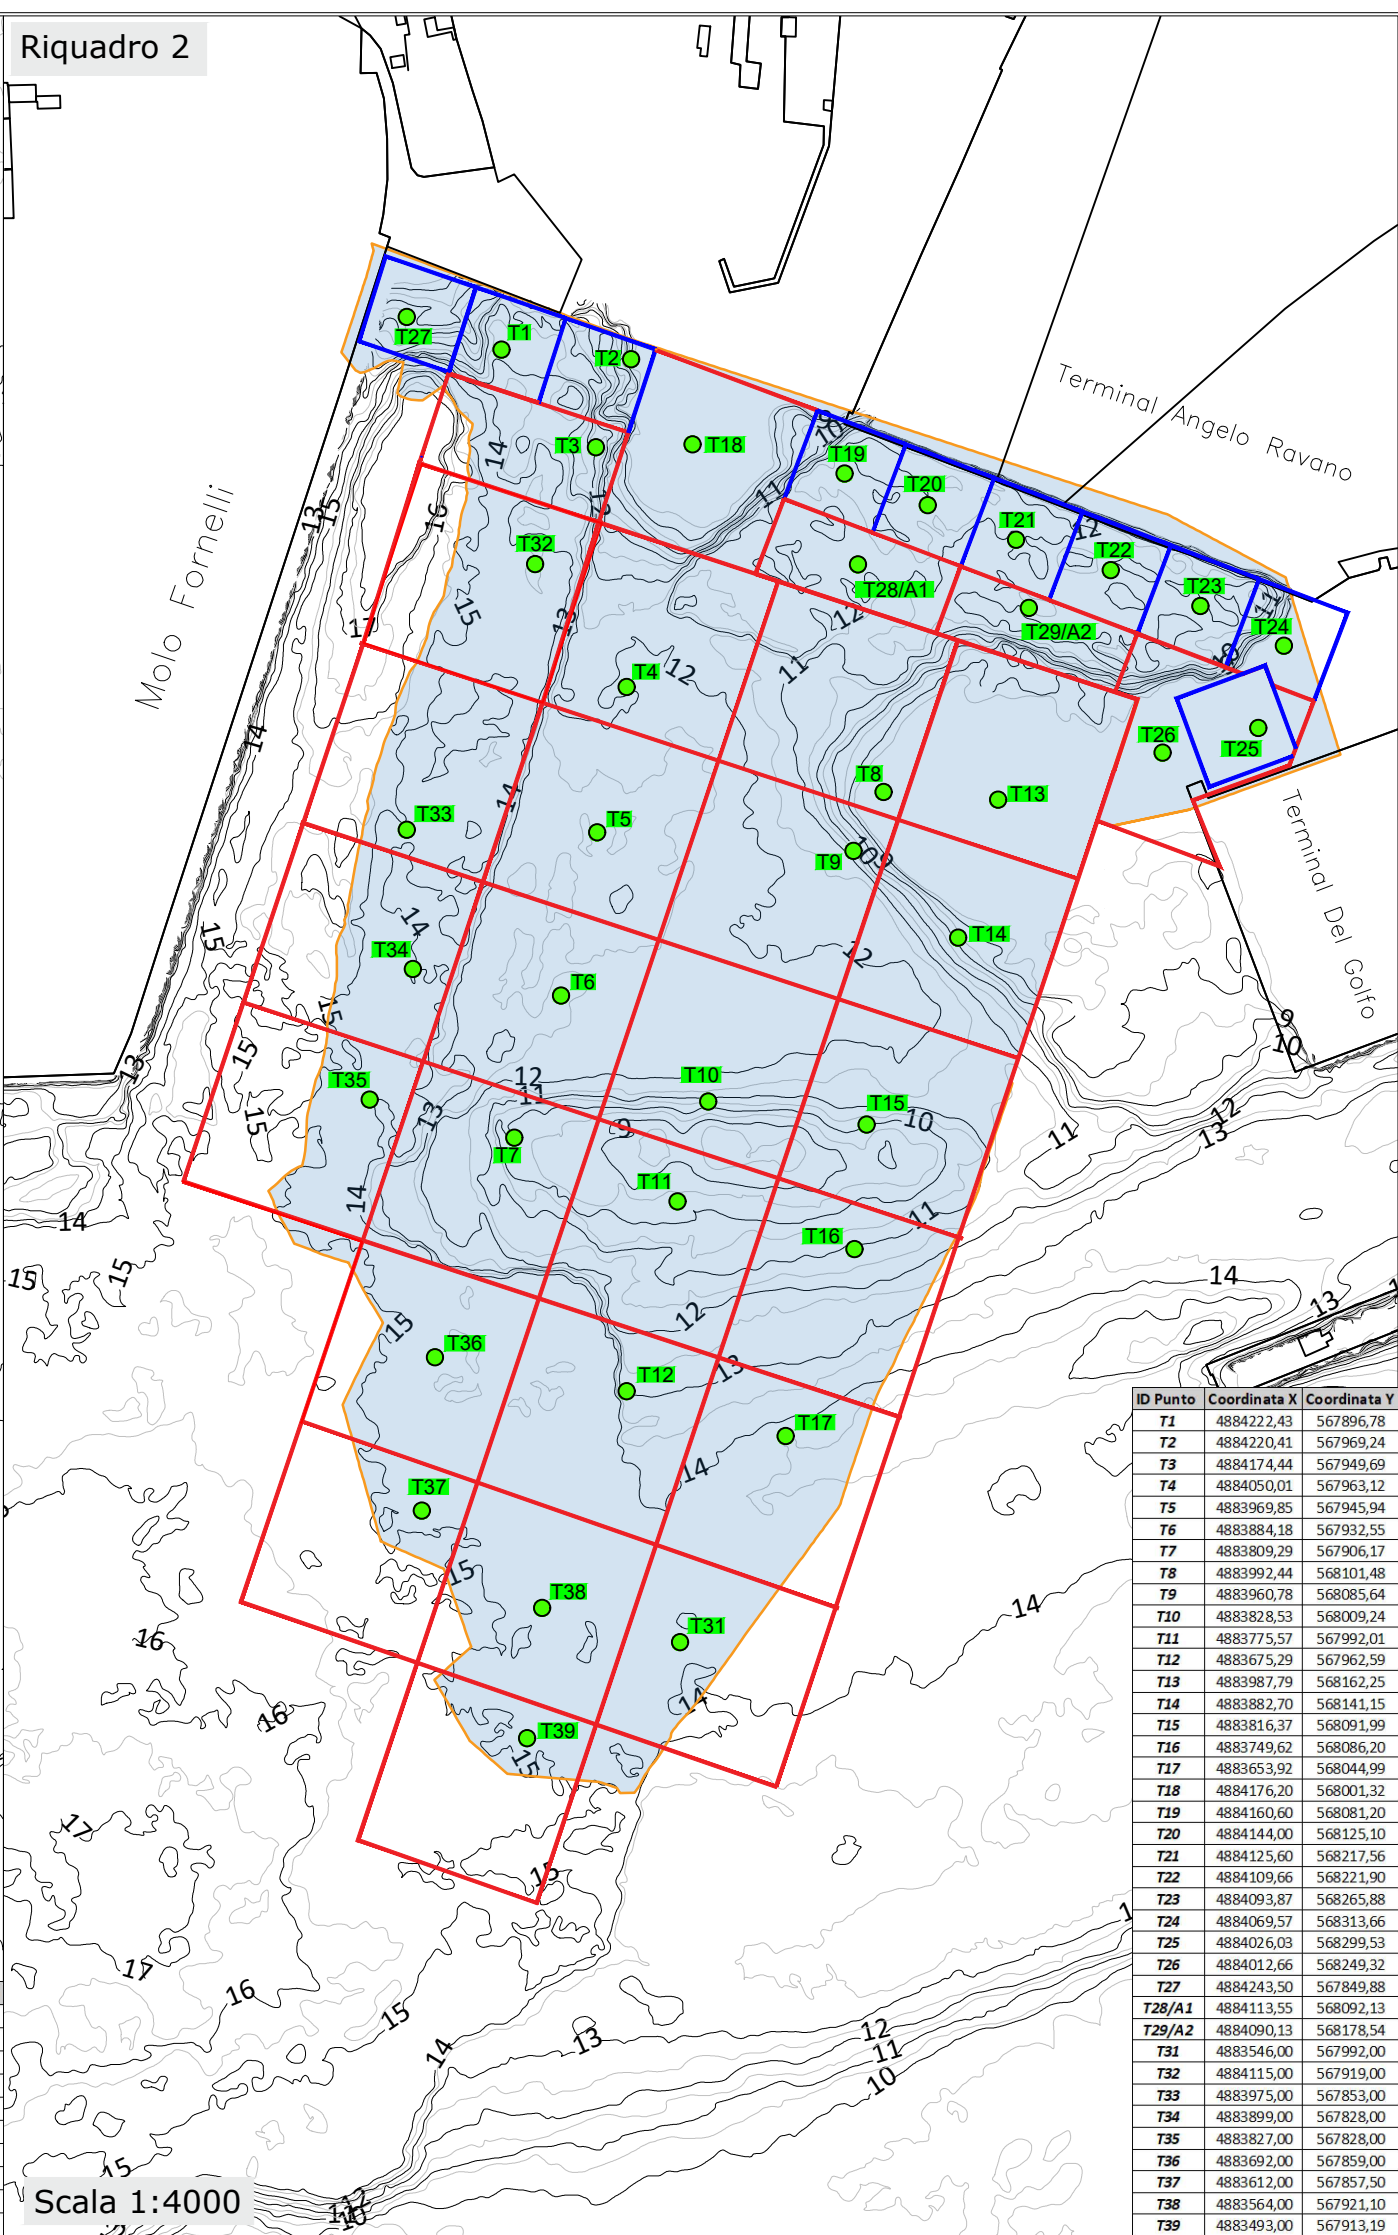 Riquadro 2
Molo Fornelli
Terminal Angelo Ravano
Terminal Del Golfo
T27
T1
T2
T3
T18
T19
T20
T21
T22
T23
T24
T25
T26
T28/A1
T29/A2
T32
T4
T8
T13
T33
T5
T9
T14
T34
T6
T35
T10
T15
T7
T11
T16
T36
T12
T17
T37
T38
T31
T39
9
10
11
12
13
14
15
16
17
ID Punto Coordinata X Coordinata Y
T1 4884222,43 567896,78
T2 4884220,41 567969,24
T3 4884174,44 567949,69
T4 4884050,01 567963,12
T5 4883969,85 567945,94
T6 4883884,18 567932,55
T7 4883809,29 567906,17
T8 4883992,44 568101,48
T9 4883960,78 568085,64
T10 4883828,53 568009,24
T11 4883775,57 567992,01
T12 4883675,29 567962,59
T13 4883987,79 568162,25
T14 4883882,70 568141,15
T15 4883816,37 568091,99
T16 4883749,62 568086,20
T17 4883653,92 568044,99
T18 4884176,20 568001,32
T19 4884160,60 568081,20
T20 4884144,00 568125,10
T21 4884125,60 568217,56
T22 4884109,66 568221,90
T23 4884093,87 568265,88
T24 4884069,57 568313,66
T25 4884026,03 568299,53
T26 4884012,66 568249,32
T27 4884243,50 567849,88
T28/A1 4884113,55 568092,13
T29/A2 4884090,13 568178,54
T31 4883546,00 567992,00
T32 4884115,00 567919,00
T33 4883975,00 567853,00
T34 4883899,00 567828,00
T35 4883827,00 567828,00
T36 4883692,00 567859,00
T37 4883612,00 567857,50
T38 4883564,00 567921,10
T39 4883493,00 567913,19
Scala 1:4000